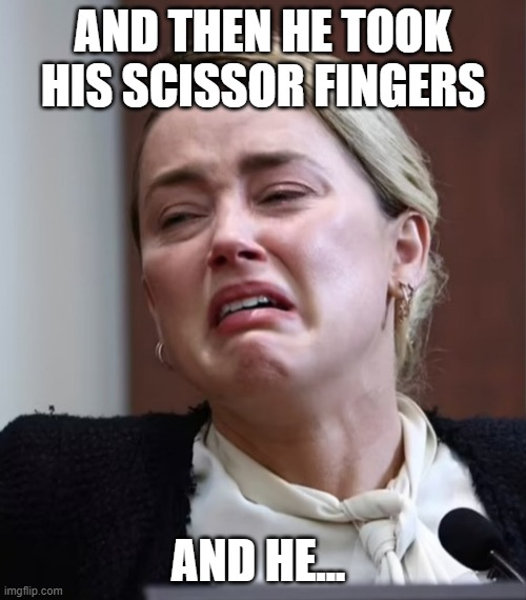 AND THEN HE TOOK
HIS SCISSOR FINGERS
AND HE...
imgflip.com